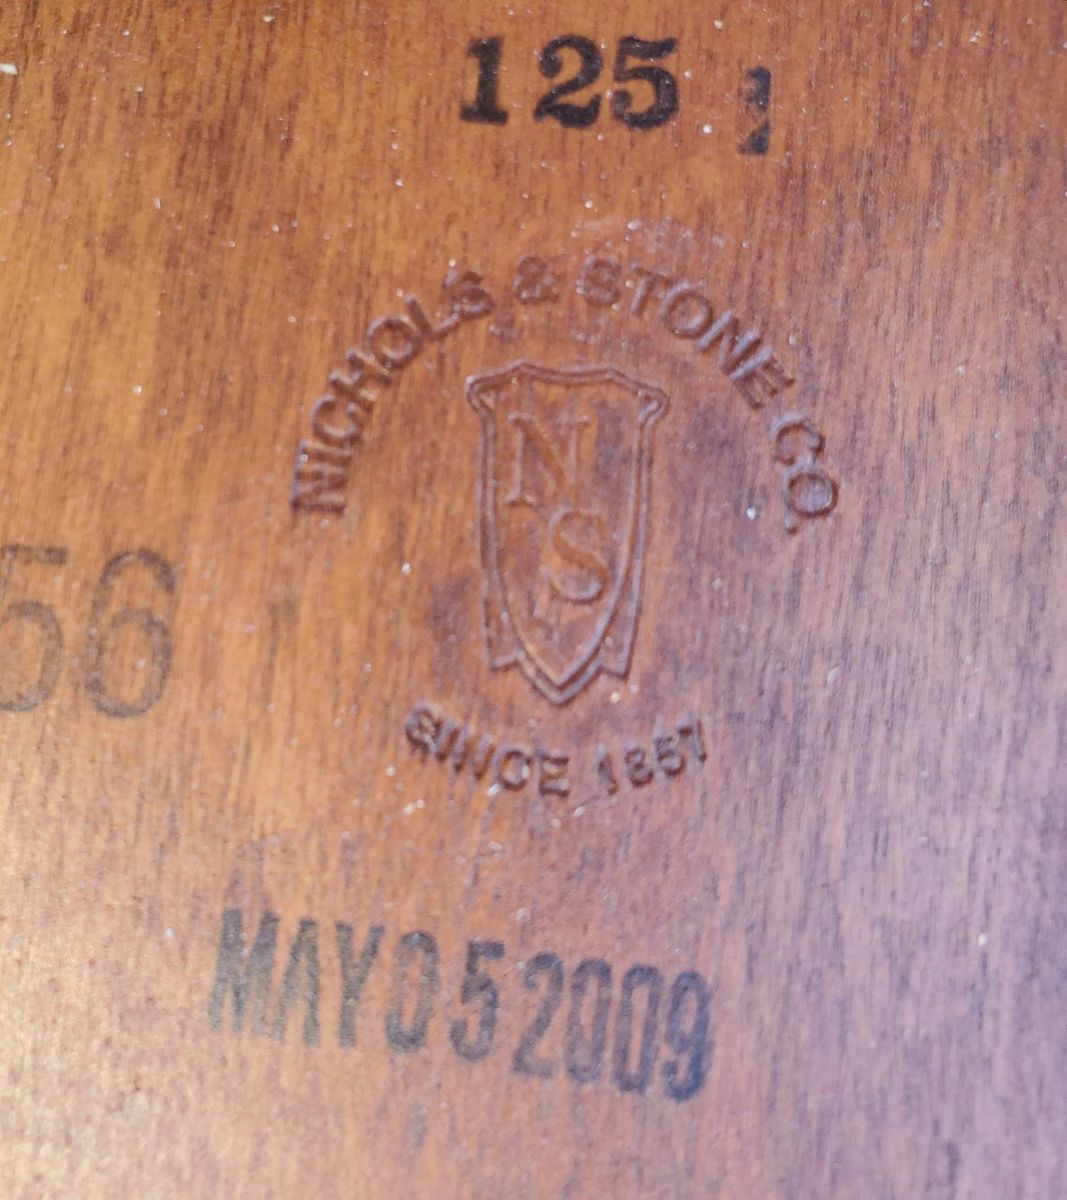 125
NICHOLS & STONE CO.
NS
56
SINCE 1857
MAY 05 2009